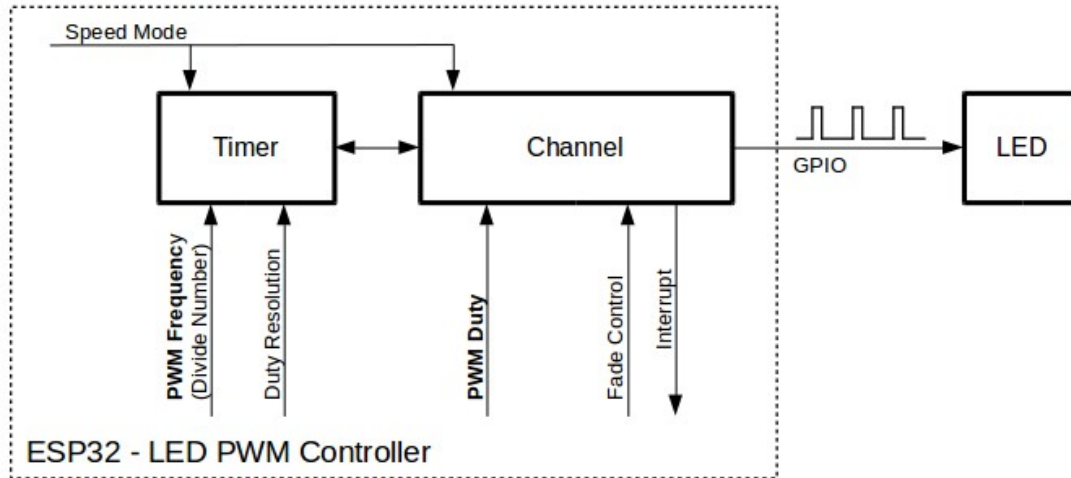 Speed Mode
Timer
Channel
GPIO
LED
PWM Frequency
(Divide Number)
Duty Resolution
PWM Duty
Fade Control
Interrupt
ESP32 - LED PWM Controller